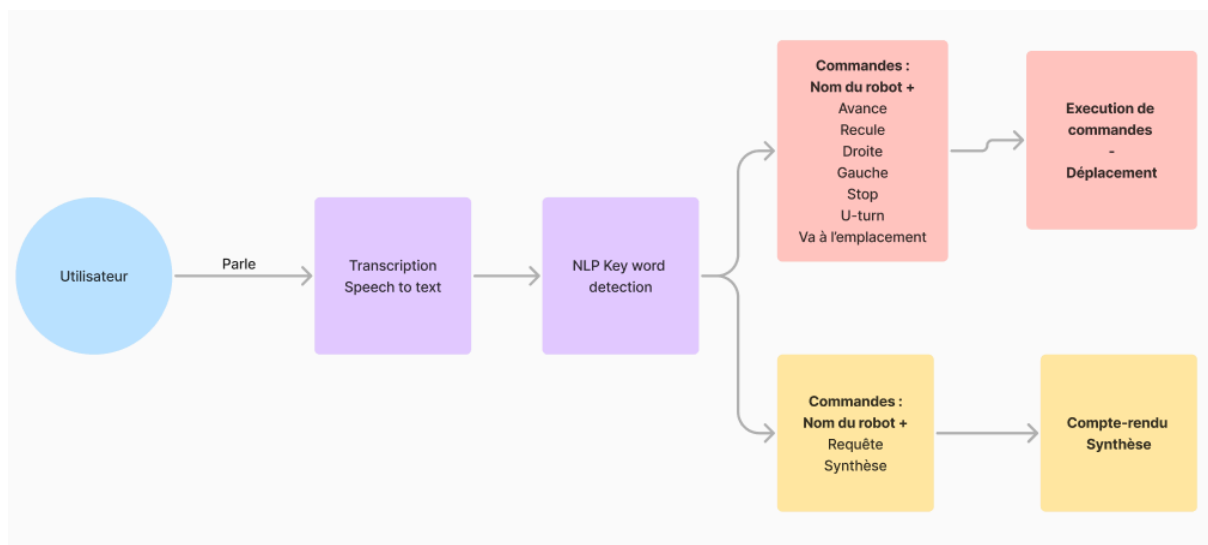 Utilisateur
Parle
Transcription
Speech to text
NLP Key word
detection
Commandes :
Nom du robot +
Avance
Recule
Droite
Gauche
Stop
U-turn
Va à l'emplacement
Execution de
commandes
-
Déplacement
Commandes :
Nom du robot +
Requête
Synthèse
Compte-rendu
Synthèse